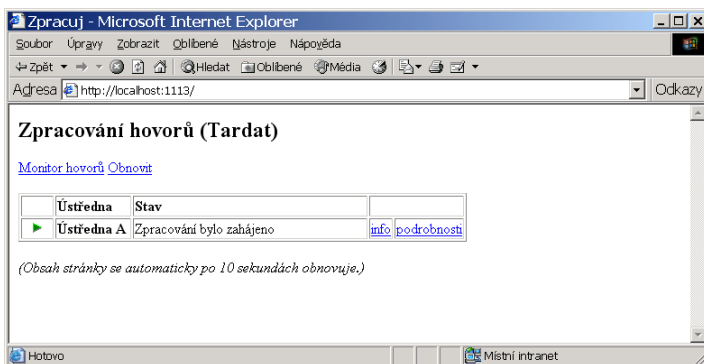 Zpracuj - Microsoft Internet Explorer
Soubor Úpravy Zobrazit Oblíbené Nástroje Nápověda
Zpět Hledat Oblíbené Média
Adresa http://localhost:1113/ Odkazy
Zpracování hovorů (Tardat)
Monitor hovorů Obnovit
Ústředna Stav
Ústředna A Zpracování bylo zahájeno info podrobnosti
(Obsah stránky se automaticky po 10 sekundách obnovuje.)
Hotovo Místní intranet